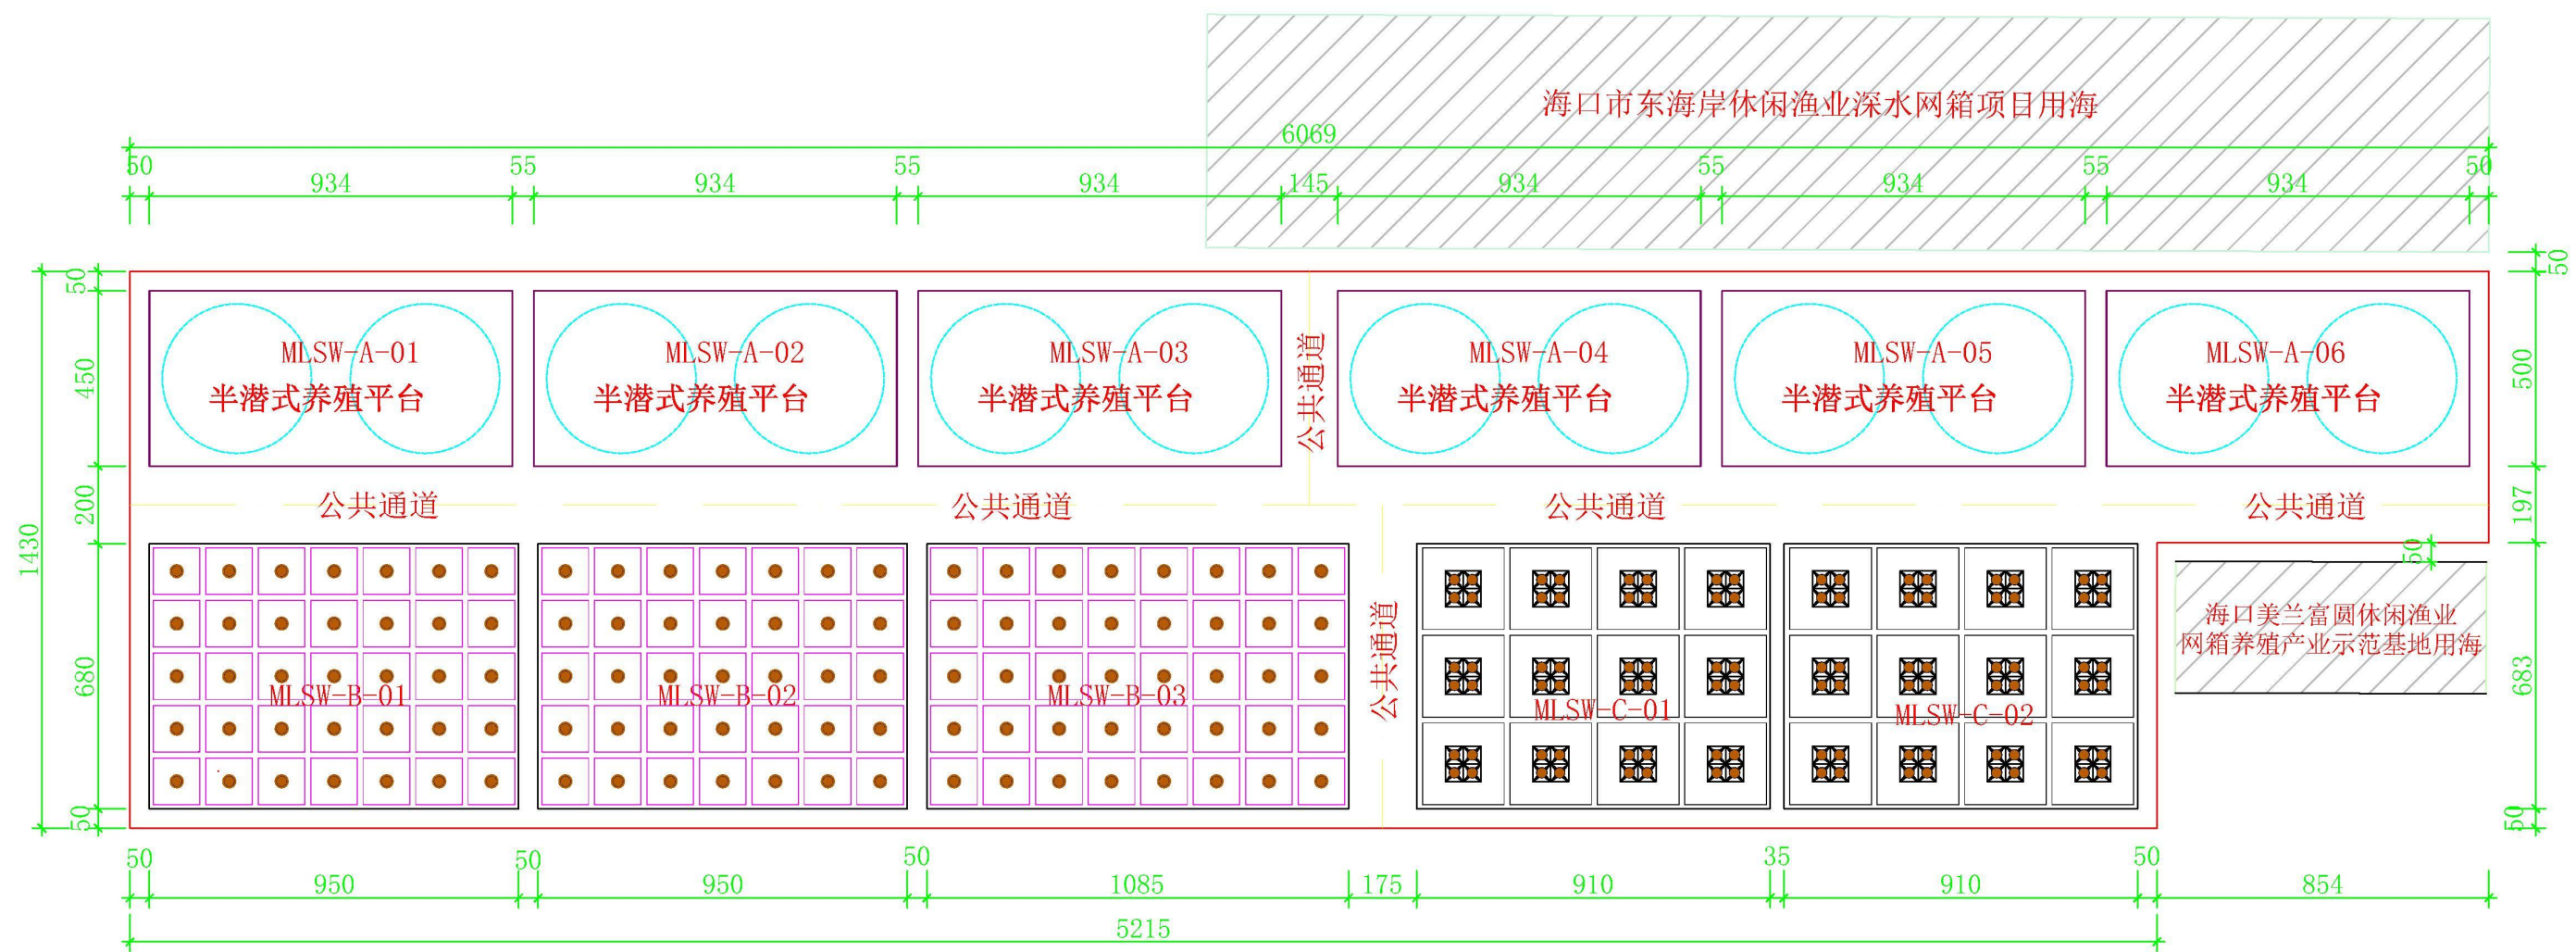 海口市东海岸休闲渔业深水网箱项目用海
6069
50
55
55
55
55
50
934
934
934
145
934
934
934
50
50
MLSW-A-01
MLSW-A-02
MLSW-A-03
MLSW-A-04
MLSW-A-05
MLSW-A-06
半潜式养殖平台
半潜式养殖平台
半潜式养殖平台
半潜式养殖平台
半潜式养殖平台
半潜式养殖平台
公共通道
450
500
公共通道
公共通道
公共通道
公共通道
200
197
1430
50
海口美兰富圆休闲渔业
网箱养殖产业示范基地用海
公共通道
680
683
MLSW-B-01
MLSW-B-02
MLSW-B-03
MLSW-C-01
MLSW-C-02
50
50
50
50
50
35
50
950
950
1085
175
910
910
854
5215